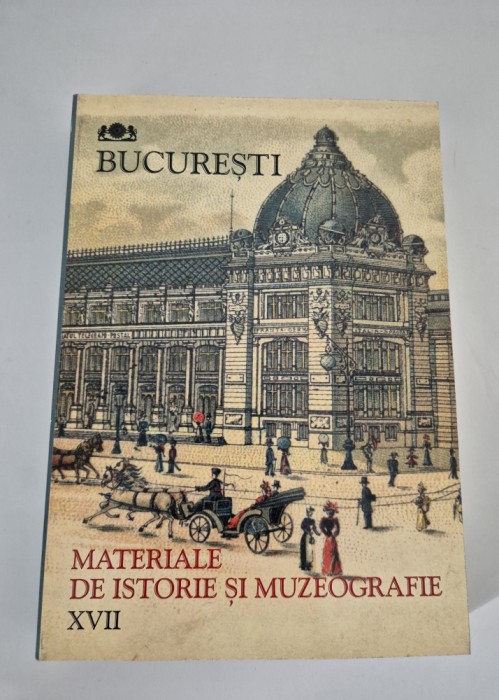 BUCUREȘTI
MATERIALE
DE ISTORIE ȘI MUZEOGRAFIE
XVII